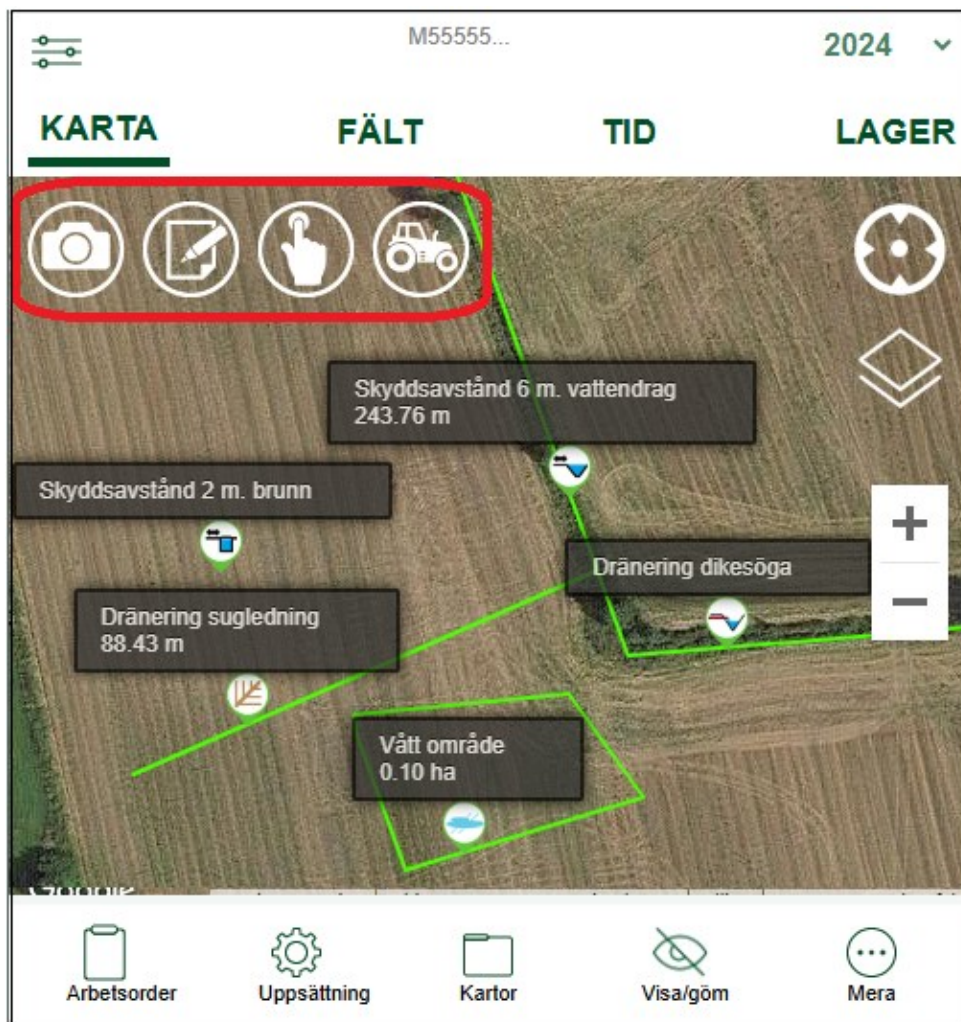 M55555...
2024
KARTA
FÄLT
TID
LAGER
Skyddsavstånd 6 m. vattendrag
243.76 m
Skyddsavstånd 2 m. brunn
Dränering dikesöga
Dränering sugledning
88.43 m
Vått område
0.10 ha
Google
Arbetsorder
Uppsättning
Kartor
Visa/göm
Mera